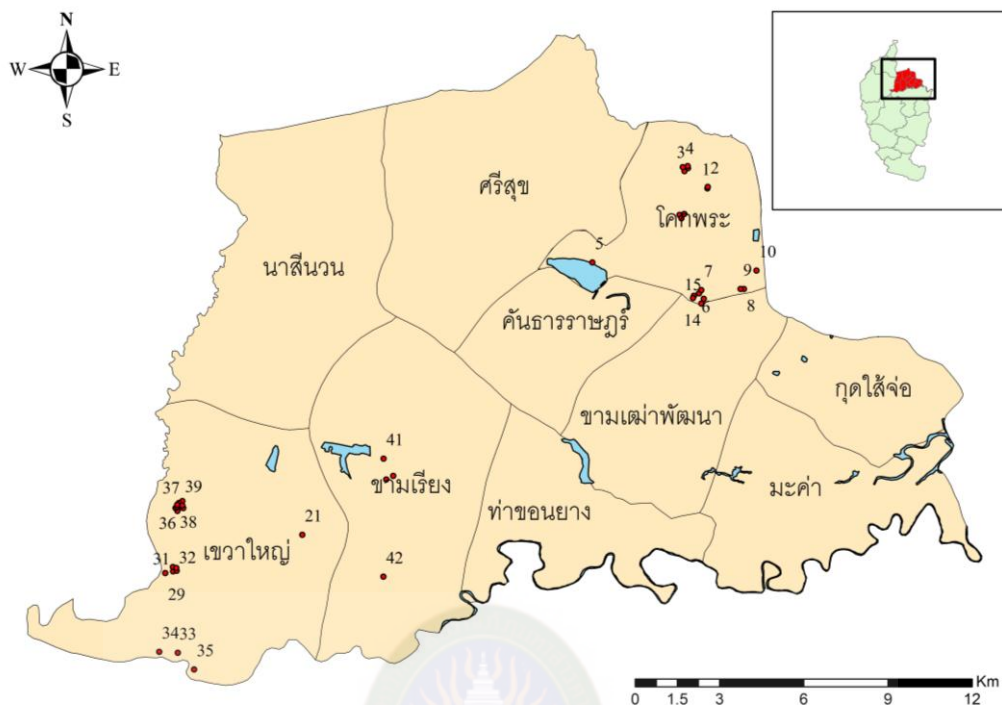 N
W E
S
ศรีสุข
34
12
โคกพระ
นาสีนวน
5
10
7
9
15
6
8
14
คันธารราษฎร์
กุดใส้จ่อ
ขามเฒ่าพัฒนา
41
ขามเรียง
37 39
36 38
มะค่า
ท่าขอนยาง
21
เขวาใหญ่
31 32
29
42
3433
35
Km
0 1.5 3 6 9 12